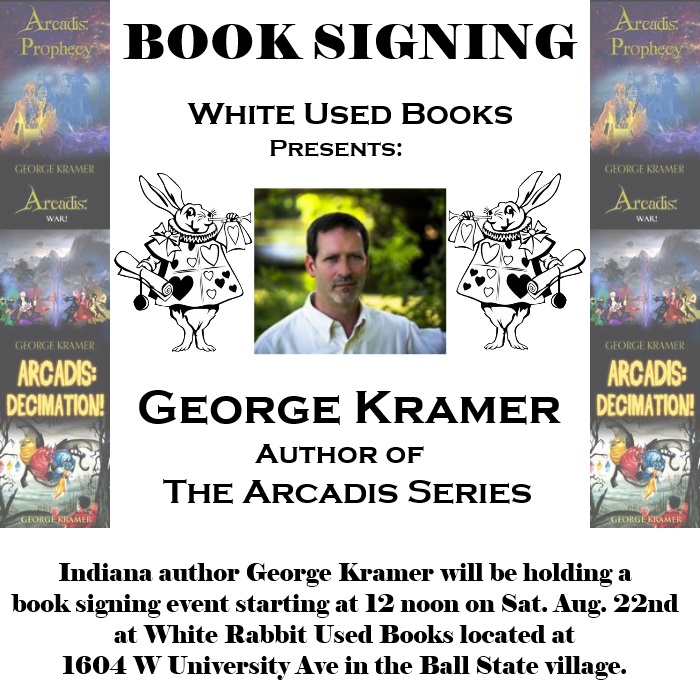 BOOK SIGNING
WHITE USED BOOKS
PRESENTS:
GEORGE KRAMER
AUTHOR OF
THE ARCADIS SERIES
Indiana author George Kramer will be holding a
book signing event starting at 12 noon on Sat. Aug. 22nd
at White Rabbit Used Books located at
1604 W University Ave in the Ball State village.
Arcadis:
Prophecy
GEORGE KRAMER
Arcadis:
WAR!
GEORGE KRAMER
ARCADIS:
DECIMATION!
GEORGE KRAMER
Arcadis:
Prophecy
GEORGE KRAMER
Arcadis:
WAR!
GEORGE KRAMER
ARCADIS:
DECIMATION!
GEORGE KRAMER